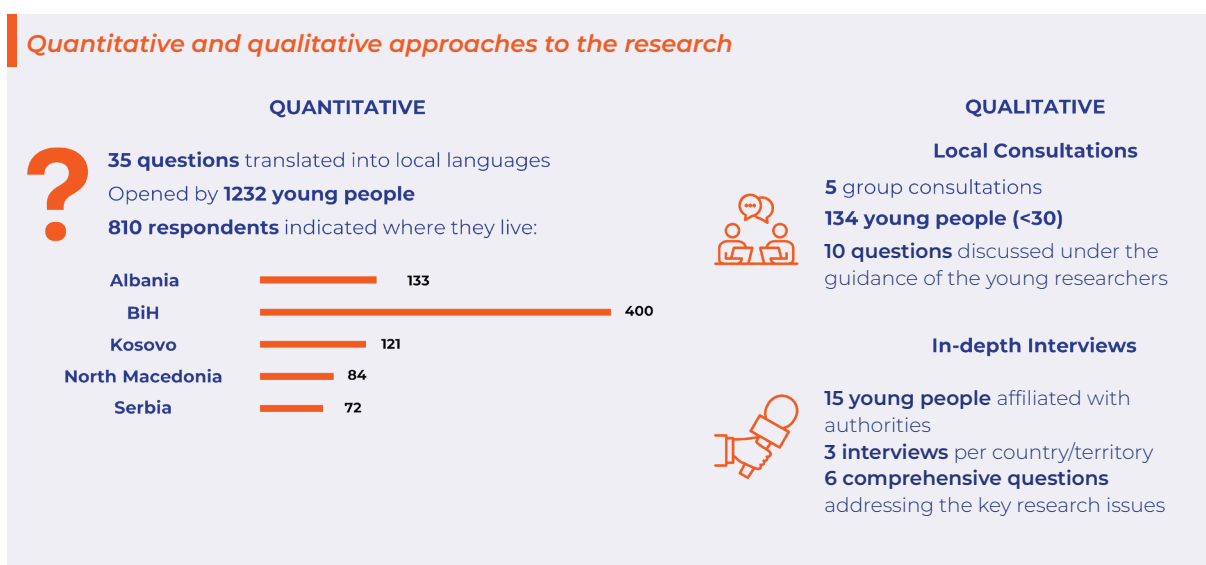 Quantitative and qualitative approaches to the research
QUANTITATIVE
35 questions translated into local languages
Opened by 1232 young people
810 respondents indicated where they live:
Albania 133
BiH 400
Kosovo 121
North Macedonia 84
Serbia 72
QUALITATIVE
Local Consultations
5 group consultations
134 young people (<30)
10 questions discussed under the
guidance of the young researchers
In-depth Interviews
15 young people affiliated with
authorities
3 interviews per country/territory
6 comprehensive questions
addressing the key research issues